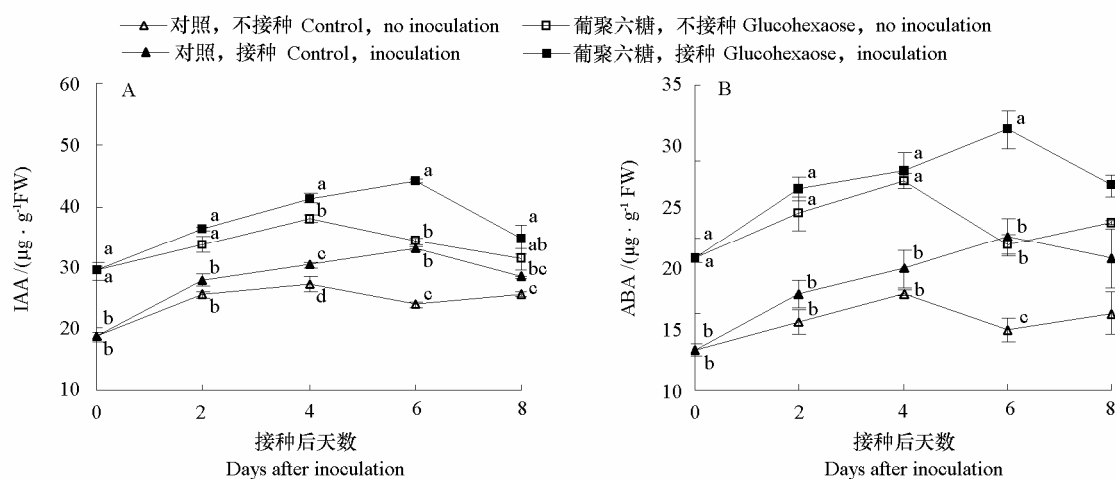 对照，不接种 Control，no inoculation
葡聚六糖，不接种 Glucohexaose，no inoculation
对照，接种 Control，inoculation
葡聚六糖，接种 Glucohexaose，inoculation
A
IAA /(μg · g⁻¹FW)
60
50
40
30
20
10
a
a
b
b
a
a
b
b
a
b
c
d
a
b
b
c
a
ab
bc
c
0 2 4 6 8
接种后天数
Days after inoculation
B
ABA /(μg · g⁻¹ FW)
35
30
25
20
15
10
a
a
b
b
a
a
b
b
a
a
b
b
a
b
b
c
0 2 4 6 8
接种后天数
Days after inoculation